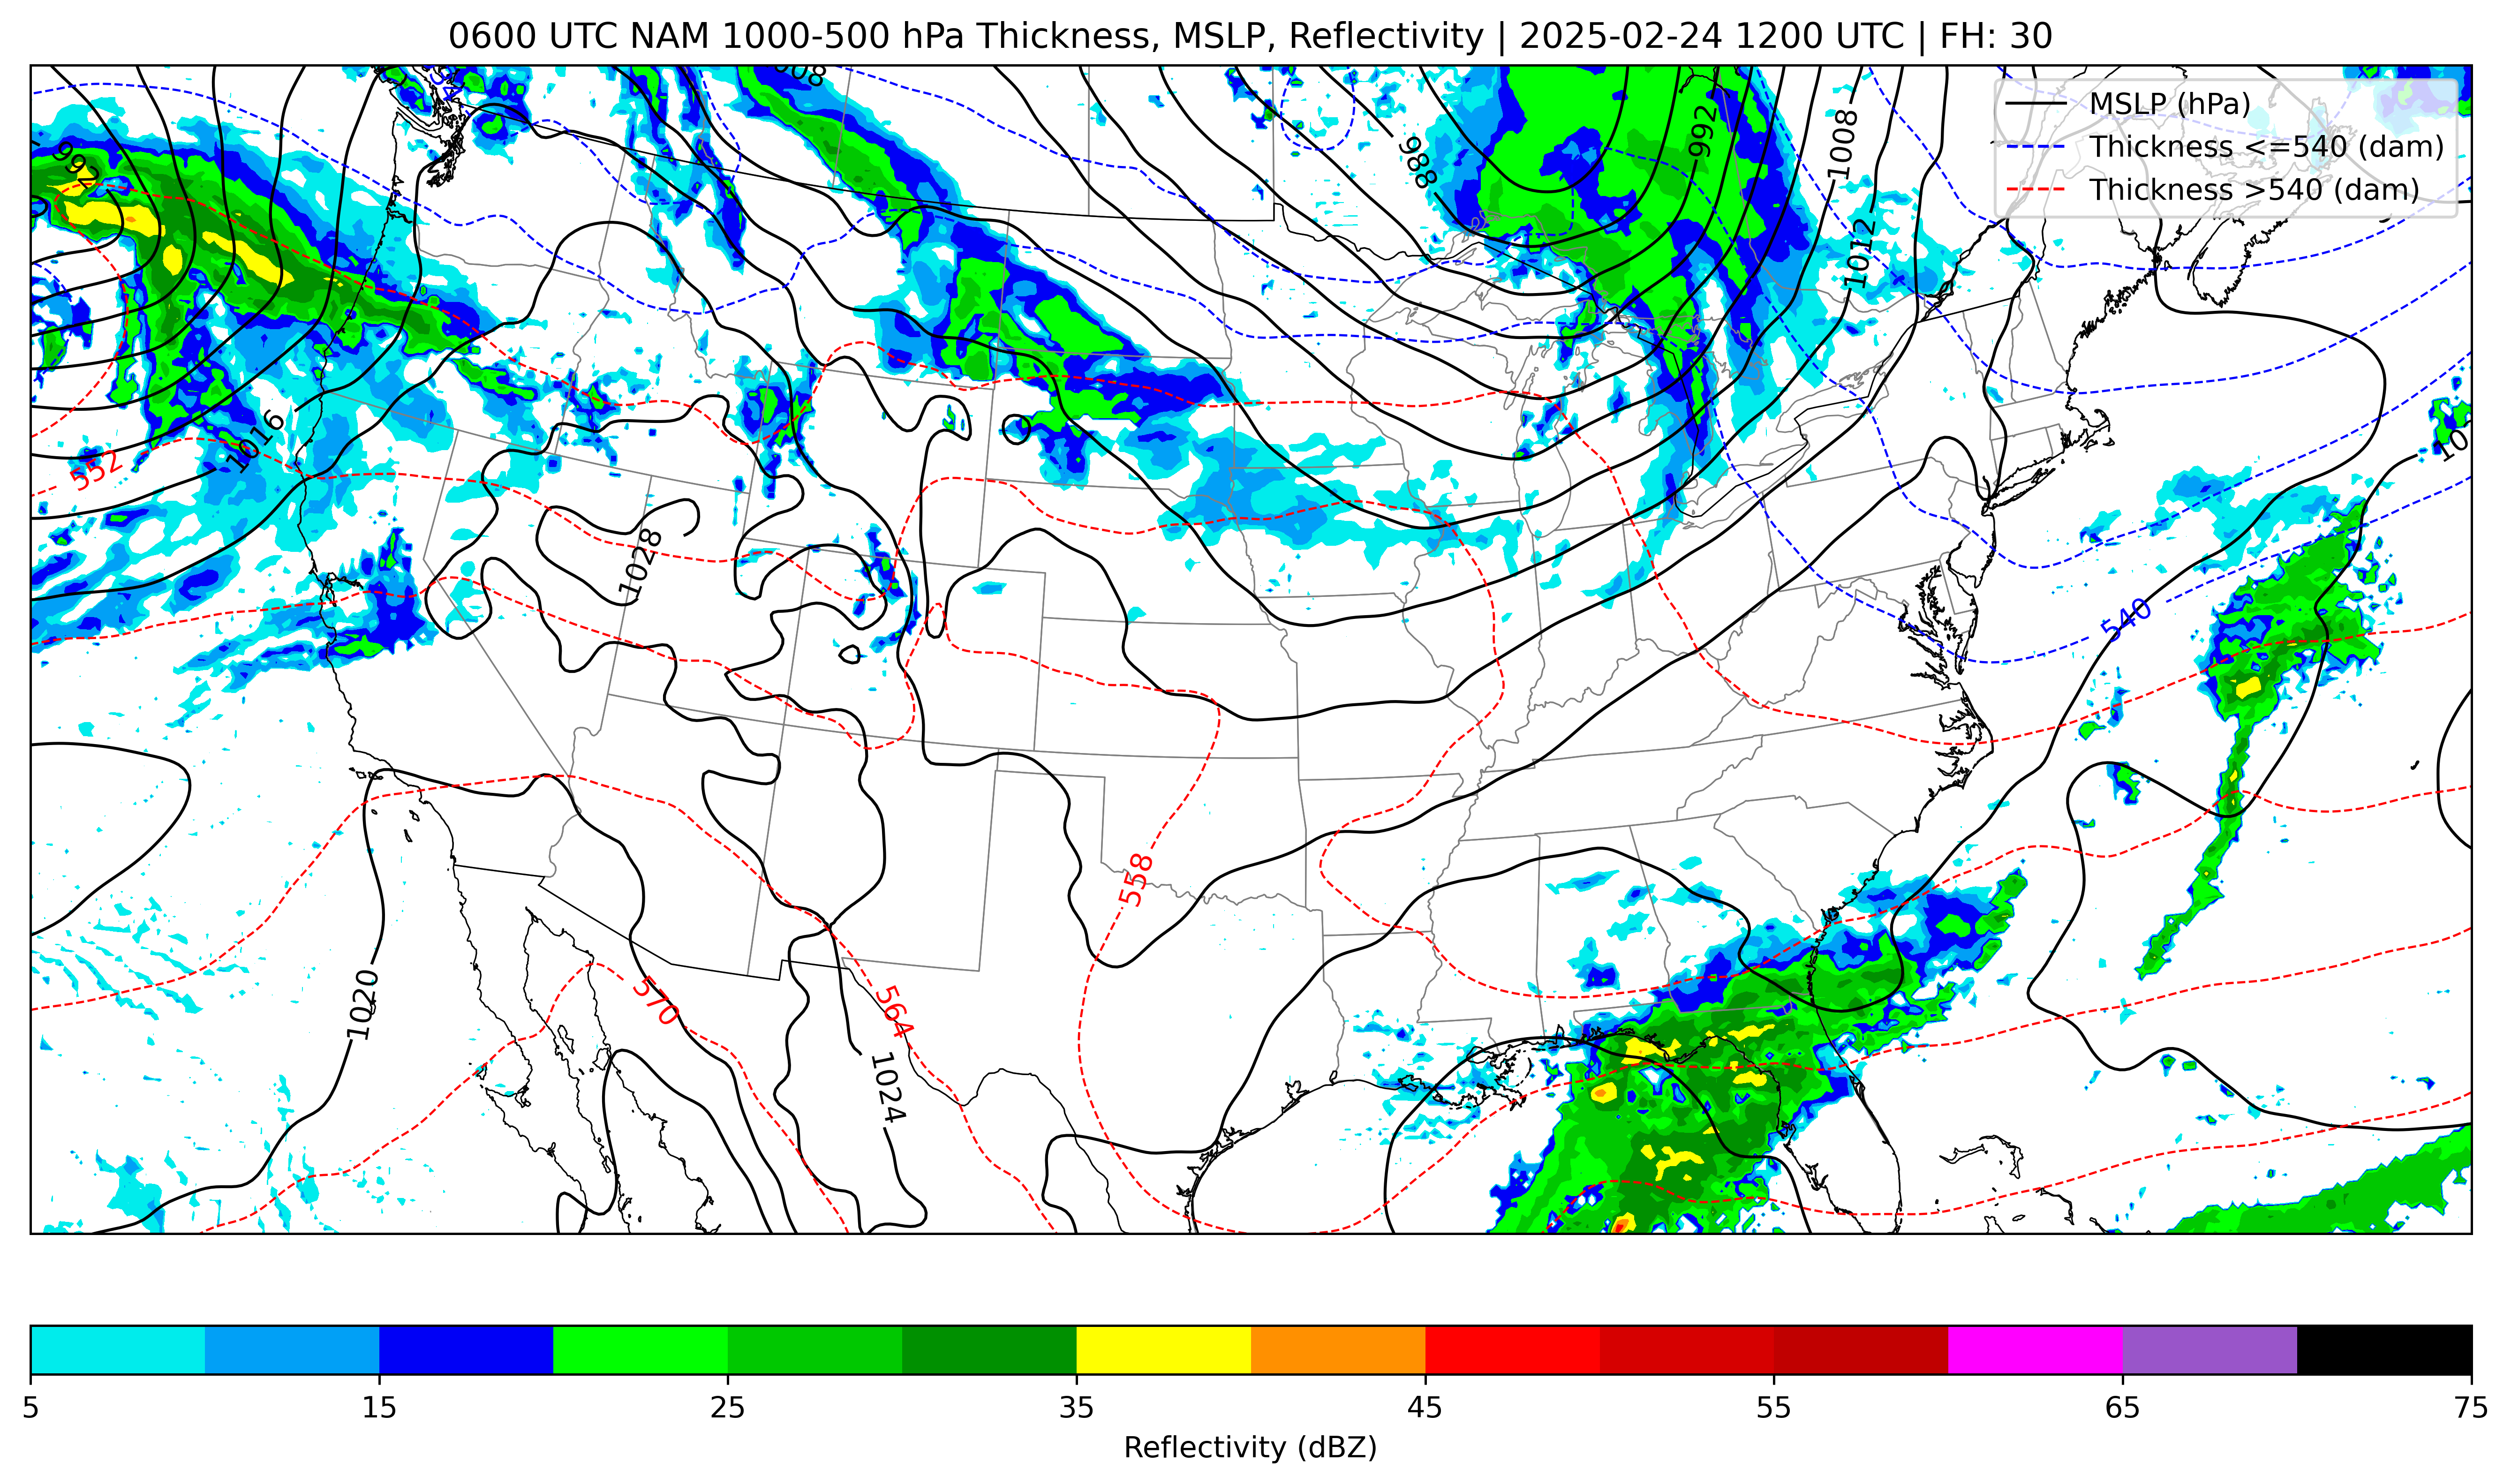 0600 UTC NAM 1000-500 hPa Thickness, MSLP, Reflectivity | 2025-02-24 1200 UTC | FH: 30
MSLP (hPa)
Thickness <=540 (dam)
Thickness >540 (dam)
992
988
992
1008
1012
1016
552
1028
540
558
1020
570
564
1024
5 15 25 35 45 55 65 75
Reflectivity (dBZ)